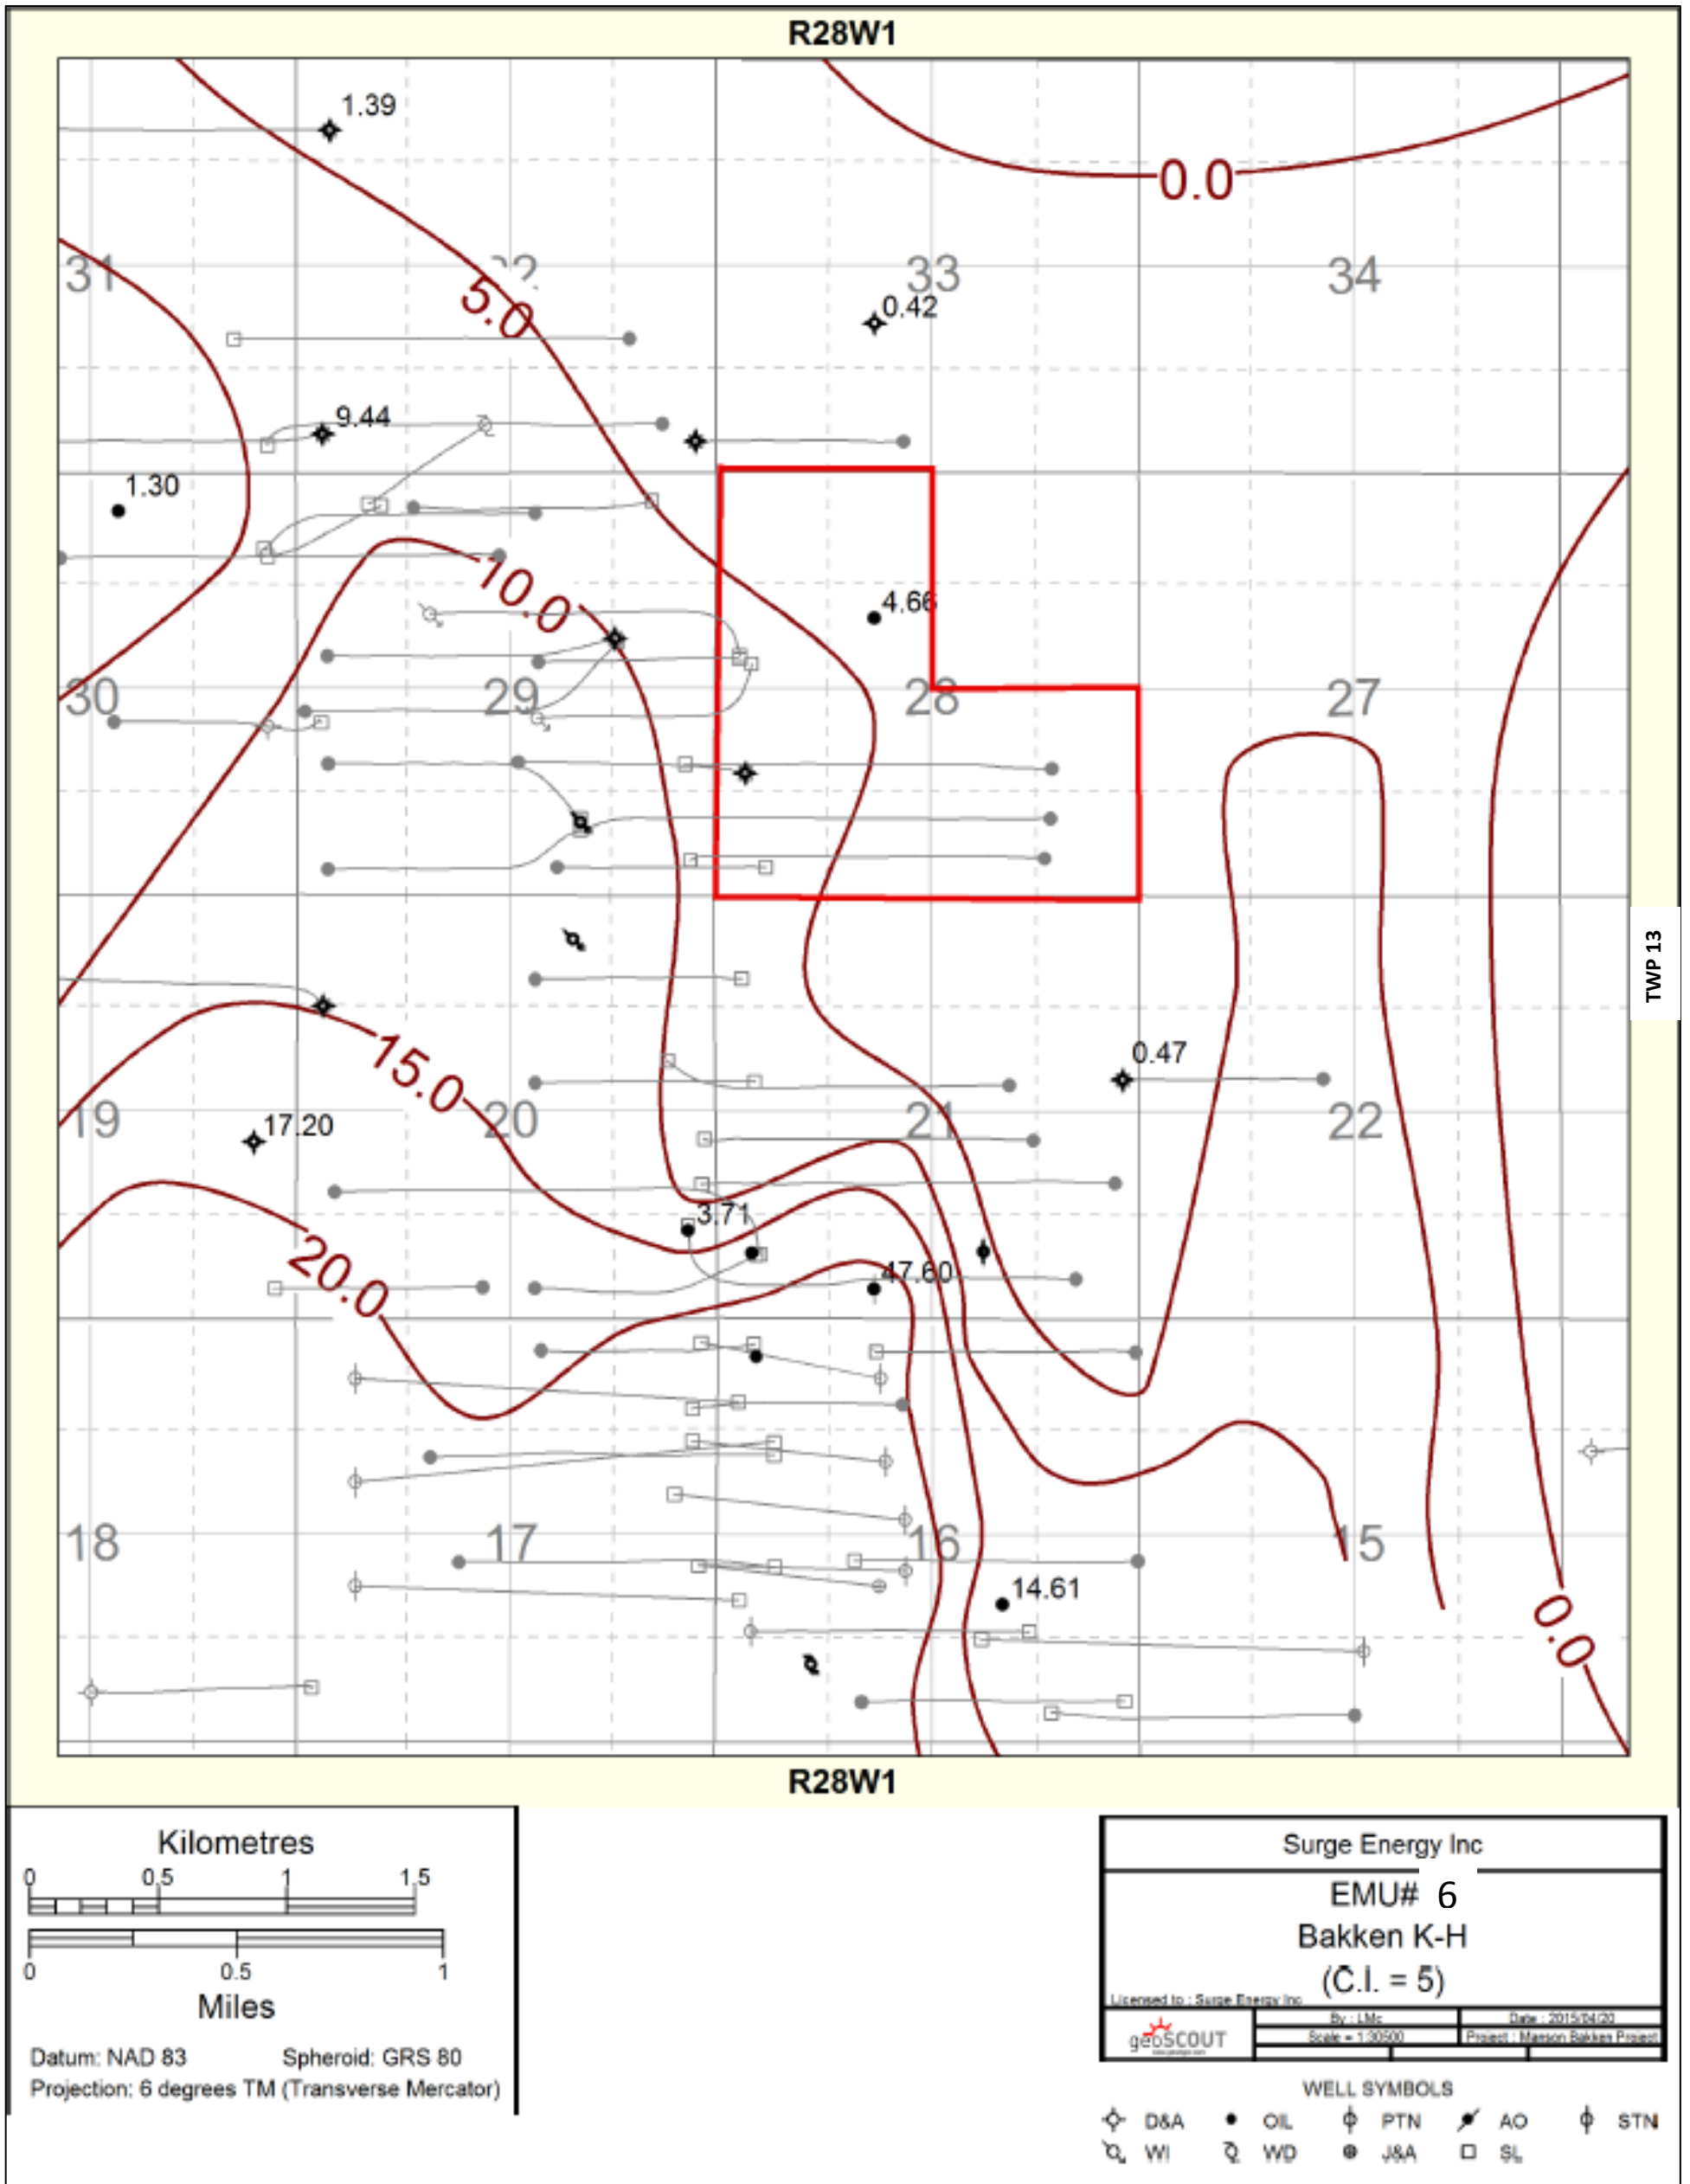 R28W1
1.39
0.0
31
33
34
5.0
0.42
9.44
1.30
10.0
4.66
30
29
28
27
TWP 13
15.0
0.47
19
17.20
20
21
22
3.71
20.0
47.60
18
17
16
15
14.61
0.0
R28W1
Kilometres
0 0.5 1 1.5
0 0.5 1
Miles
Datum: NAD 83 Spheroid: GRS 80
Projection: 6 degrees TM (Transverse Mercator)
Surge Energy Inc
EMU# 6
Bakken K-H
(C.I. = 5)
Licensed to : Surge Energy Inc
By : LMc Date : 2015/04/20
geoSCOUT Scale = 1:30500 Project : Manson Bakken Project
WELL SYMBOLS
D&A OIL PTN AO STN
WI WD J&A SL